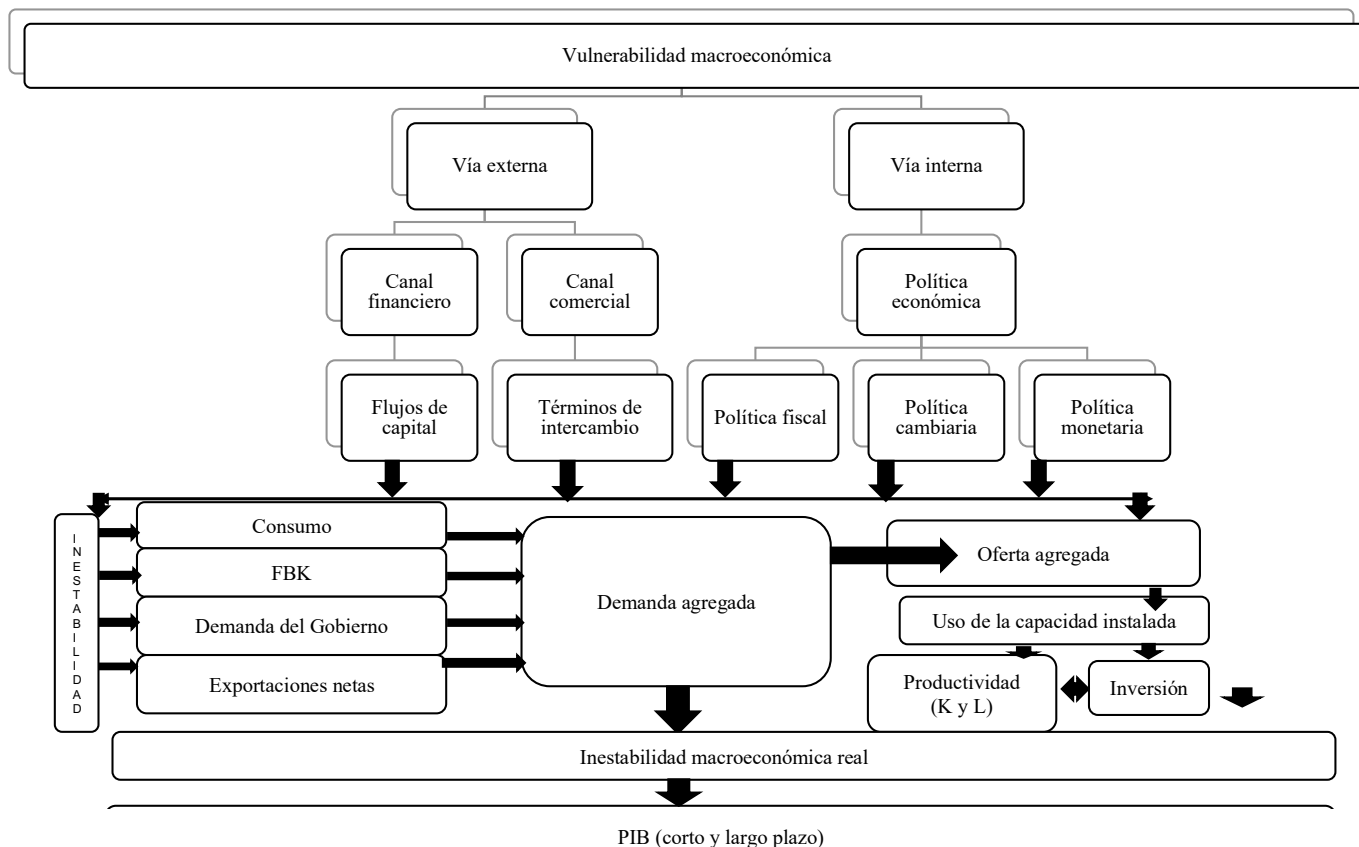 Vulnerabilidad macroeconómica
Vía externa
Vía interna
Canal
financiero
Canal
comercial
Política
económica
Flujos de
capital
Términos de
intercambio
Política fiscal
Política
cambiaria
Política
monetaria
INESTABILIDAD
Consumo
FBK
Demanda del Gobierno
Exportaciones netas
Demanda agregada
Oferta agregada
Uso de la capacidad instalada
Productividad
(K y L)
Inversión
Inestabilidad macroeconómica real
PIB (corto y largo plazo)